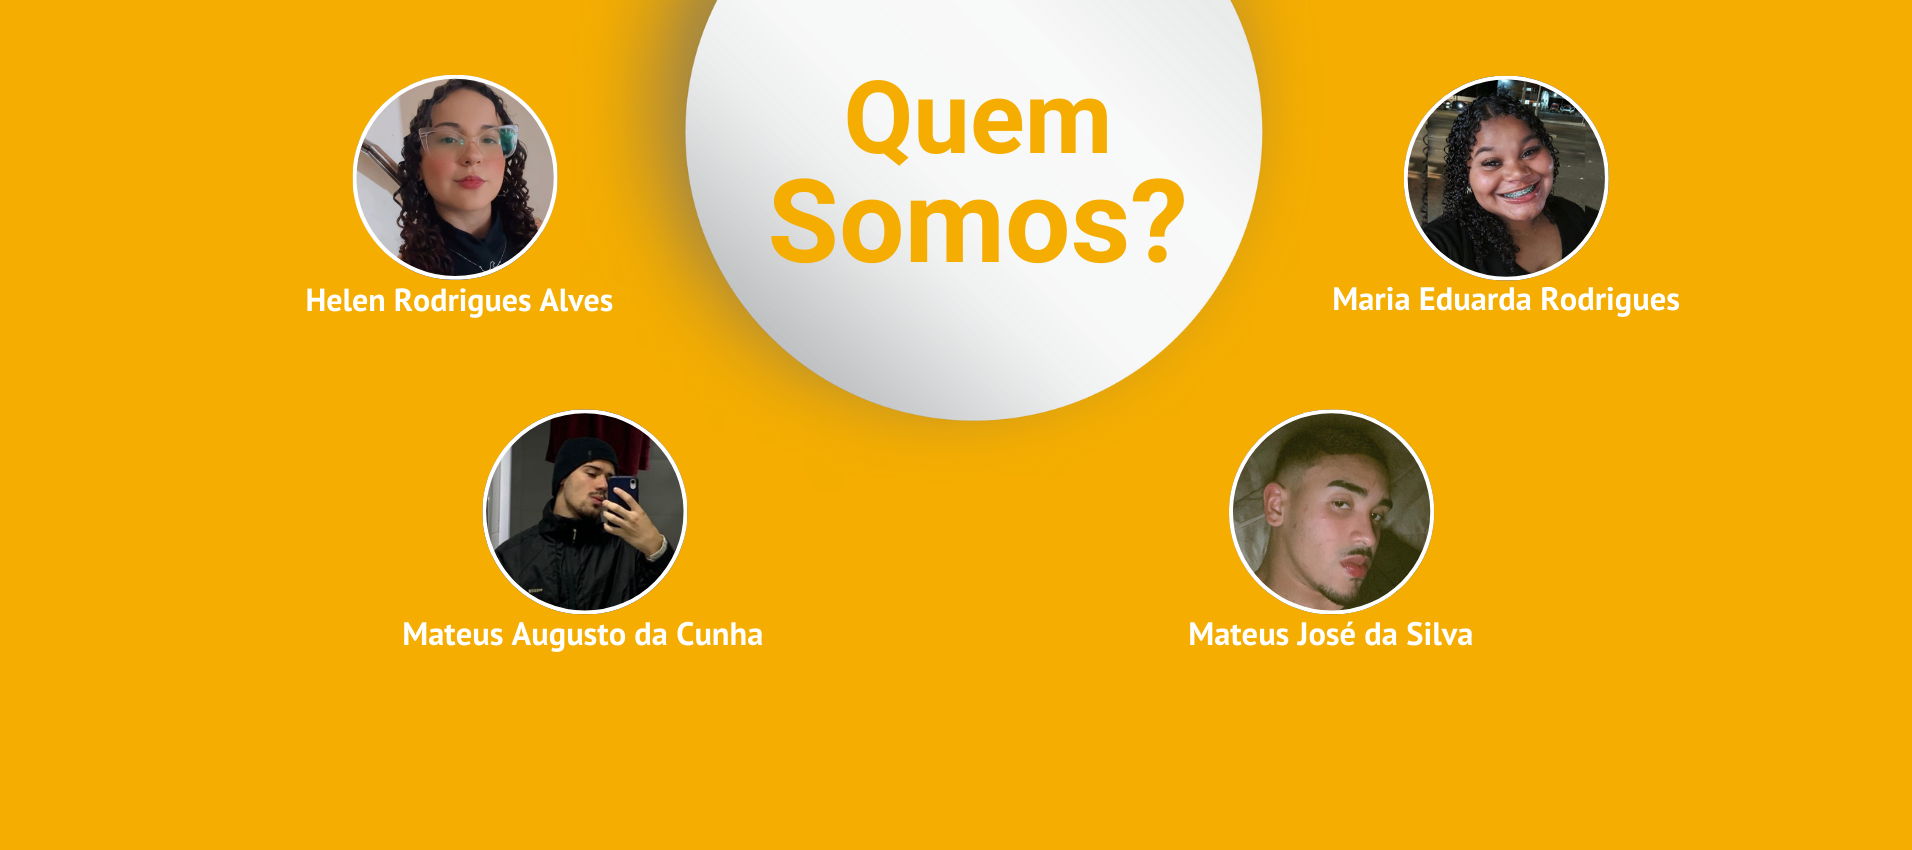 Quem
Somos?
Helen Rodrigues Alves
Maria Eduarda Rodrigues
Mateus Augusto da Cunha
Mateus José da Silva